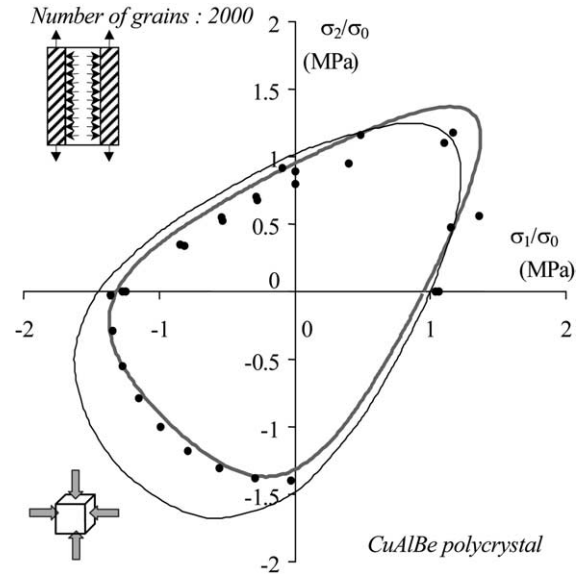 Number of grains : 2000
σ2/σ0
(MPa)
2
1.5
1
0.5
0
-0.5
-1
-1.5
-2
σ1/σ0
(MPa)
-2
-1
0
1
2
CuAlBe polycrystal